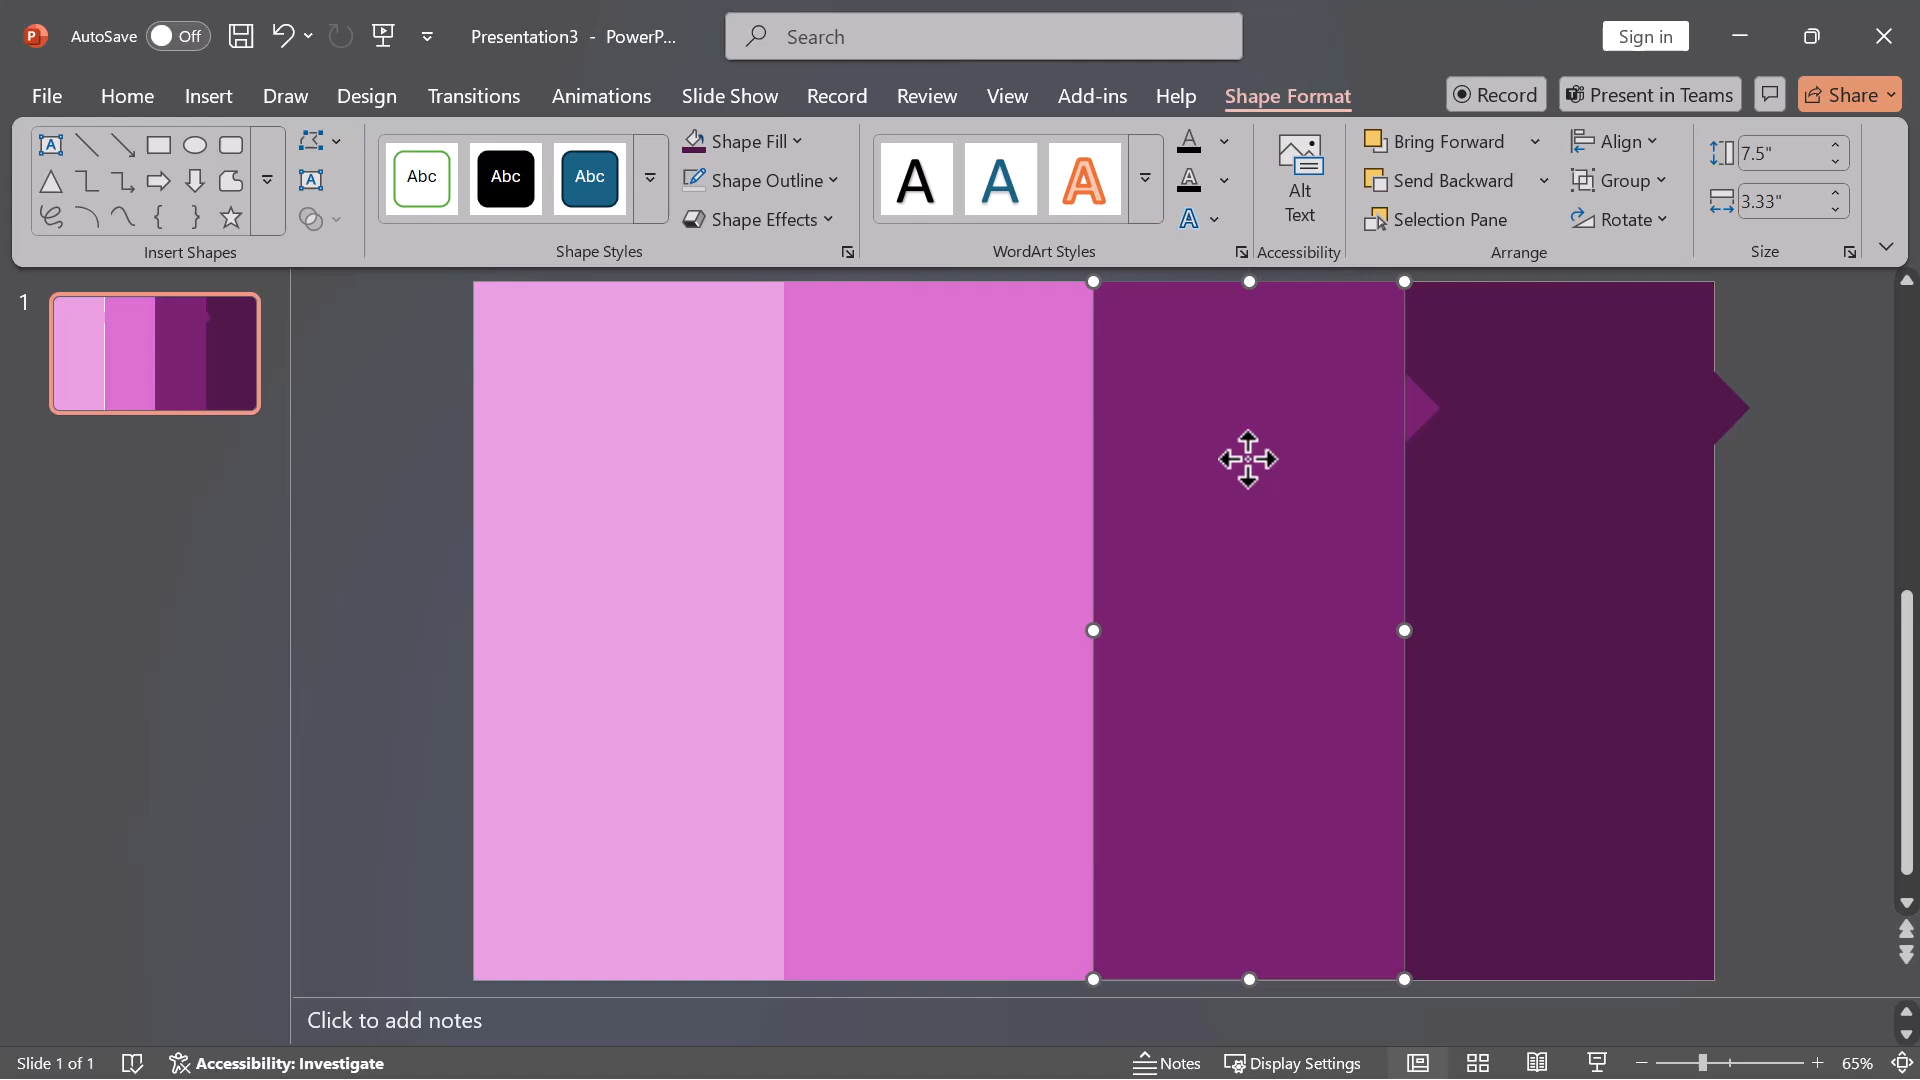 AutoSave Off Presentation3 - PowerP... Search Sign in
File Home Insert Draw Design Transitions Animations Slide Show Record Review View Add-ins Help Shape Format Record Present in Teams Share
Abc Abc Abc Shape Fill A A A A Bring Forward Align 7.5"
A Shape Outline A Alt Send Backward Group 3.33"
Shape Effects A Text Selection Pane Rotate
Insert Shapes Shape Styles WordArt Styles Accessibility Arrange Size
1
Click to add notes
Slide 1 of 1 Accessibility: Investigate Notes Display Settings 65%